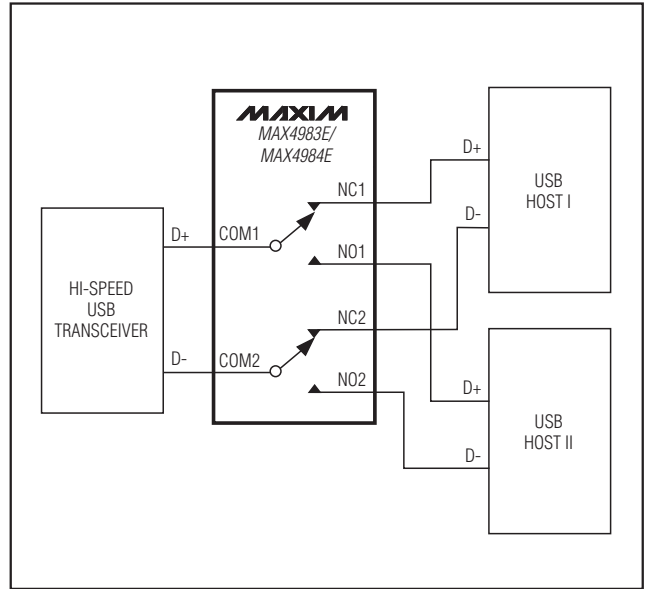 MAXIM
MAX4983E/
MAX4984E
HI-SPEED
USB
TRANSCEIVER
D+
D-
COM1
COM2
NC1
NO1
NC2
NO2
D+
D-
USB
HOST I
D+
D-
USB
HOST II